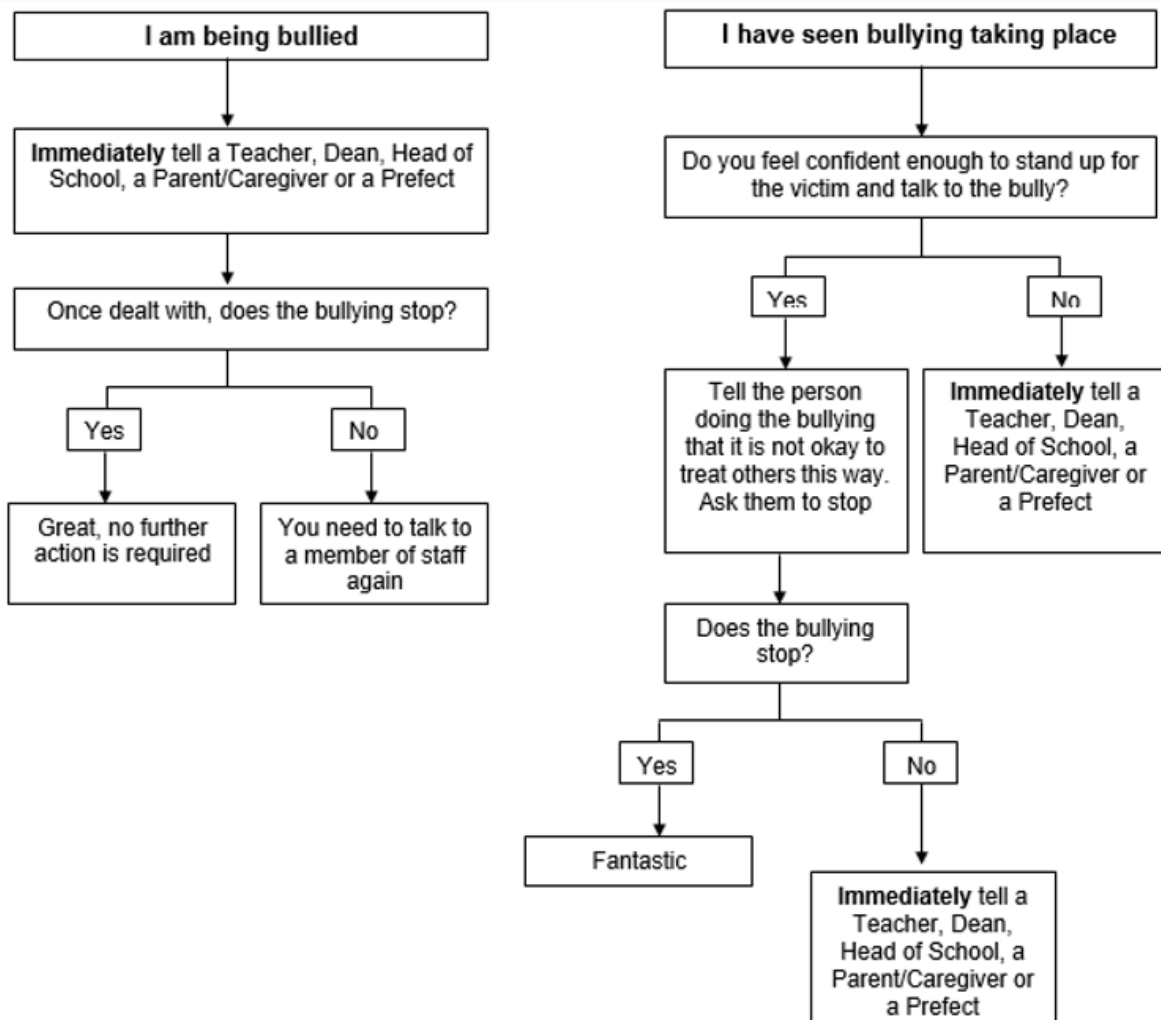 I am being bullied
Immediately tell a Teacher, Dean, Head of
School, a Parent/Caregiver or a Prefect
Once dealt with, does the bullying stop?
Yes
No
Great, no further
action is required
You need to talk to
a member of staff
again
I have seen bullying taking place
Do you feel confident enough to stand up for
the victim and talk to the bully?
Yes
No
Tell the person
doing the bullying
that it is not okay to
treat others this way.
Ask them to stop
Immediately tell a
Teacher, Dean,
Head of School, a
Parent/Caregiver or
a Prefect
Does the bullying
stop?
Yes
No
Fantastic
Immediately tell a
Teacher, Dean,
Head of School, a
Parent/Caregiver or
a Prefect